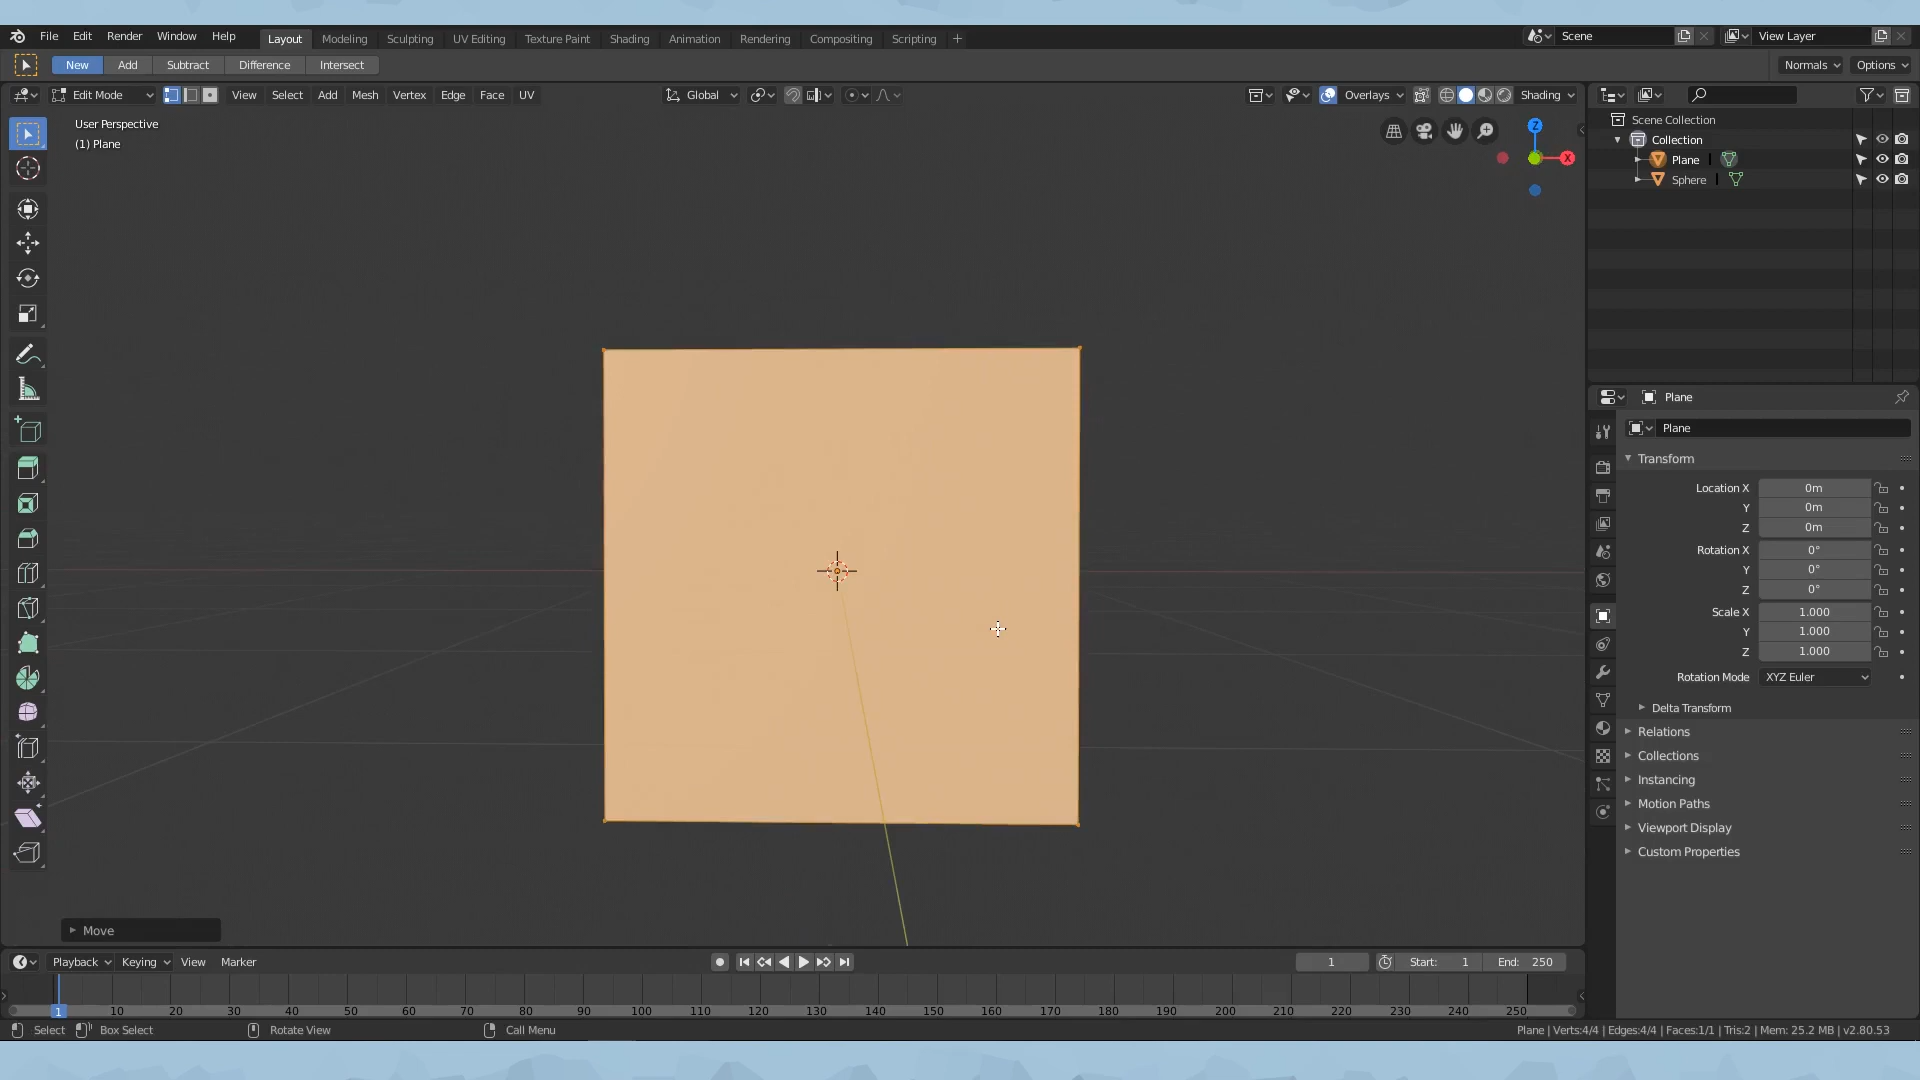 File Edit Render Window Help Layout Modeling Sculpting UV Editing Texture Paint Shading Animation Rendering Compositing Scripting + Scene View Layer
New Add Subtract Difference Intersect Normals Options
Edit Mode View Select Add Mesh Vertex Edge Face UV Global Overlays Shading
User Perspective
(1) Plane
Z
X
Scene Collection
Collection
Plane
Sphere
Plane
Plane
Transform
Location X 0m
Y 0m
Z 0m
Rotation X 0°
Y 0°
Z 0°
Scale X 1.000
Y 1.000
Z 1.000
Rotation Mode XYZ Euler
Delta Transform
Relations
Collections
Instancing
Motion Paths
Viewport Display
Custom Properties
Move
Playback Keying View Marker 1 Start: 1 End: 250
1 10 20 30 40 50 60 70 80 90 100 110 120 130 140 150 160 170 180 190 200 210 220 230 240 250
Select Box Select Rotate View Call Menu Plane | Verts:4/4 | Edges:4/4 | Faces:1/1 | Tris:2 | Mem: 25.2 MB | v2.80.53